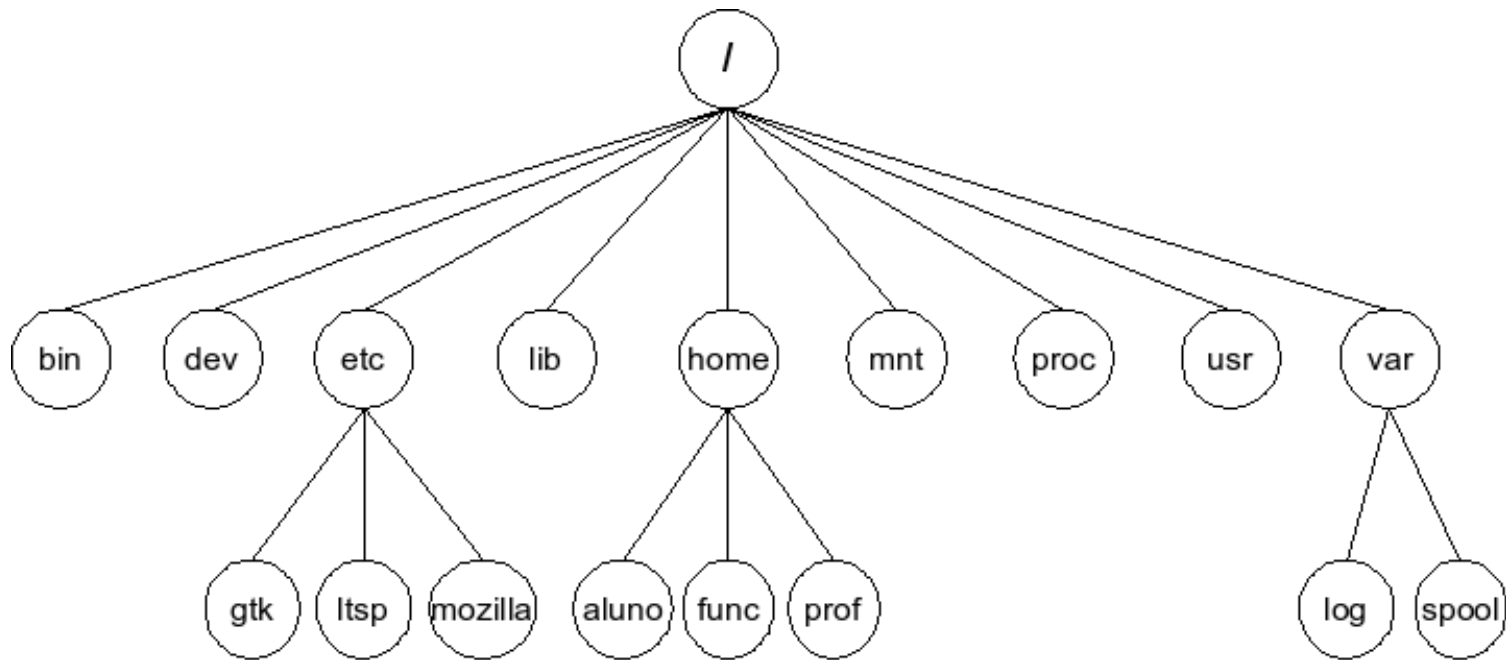 /
bin dev etc lib home mnt proc usr var
gtk ltsp mozilla aluno func prof log spool